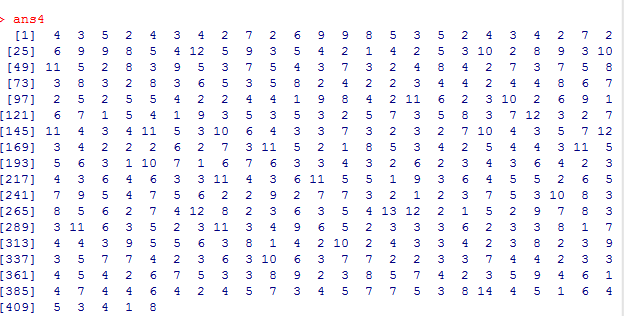 > ans4
[1] 4 3 5 2 4 3 4 2 7 2 6 9 9 8 5 3 5 2 4 3 4 2 7 2
[25] 6 9 9 8 5 4 12 5 9 3 5 4 2 1 4 2 5 3 10 2 8 9 3 10
[49] 11 5 2 8 3 9 5 3 7 5 4 3 7 3 2 4 8 4 2 7 3 7 5 8
[73] 3 8 3 2 8 3 6 5 3 5 8 2 4 2 2 3 4 4 2 4 4 8 6 7
[97] 2 5 2 5 5 4 2 2 4 4 1 9 8 4 2 11 6 2 3 10 2 6 9 1
[121] 6 7 1 5 4 1 9 3 5 3 5 3 2 5 7 3 5 8 3 7 12 3 2 7
[145] 11 4 3 4 11 5 3 10 6 4 3 3 7 3 2 3 2 7 10 4 3 5 7 12
[169] 3 4 2 2 2 6 2 7 3 11 5 2 1 8 5 3 4 2 5 4 4 3 11 5
[193] 5 6 3 1 10 7 1 6 7 6 3 3 4 3 2 6 2 3 4 3 6 4 2 3
[217] 4 3 6 4 6 3 3 11 4 3 6 11 5 5 1 9 3 6 4 5 5 2 6 5
[241] 7 9 5 4 7 5 6 2 2 9 2 7 7 3 2 1 2 3 7 5 3 10 8 3
[265] 8 5 6 2 7 4 12 8 2 3 6 3 5 4 13 12 2 1 5 2 9 7 8 3
[289] 3 11 6 3 5 2 3 11 3 4 9 6 5 2 3 3 3 6 2 3 3 8 1 7
[313] 4 4 3 9 5 5 6 3 8 1 4 2 10 2 4 3 3 4 2 3 8 2 3 9
[337] 3 5 7 7 4 2 3 6 3 10 6 3 7 7 2 2 3 3 7 4 4 2 3 3
[361] 4 5 4 2 6 7 5 3 3 8 9 2 3 8 5 7 4 2 3 5 9 4 6 1
[385] 4 7 4 4 6 4 2 4 5 7 3 4 5 7 7 5 3 8 14 4 5 1 6 4
[409] 5 3 4 1 8